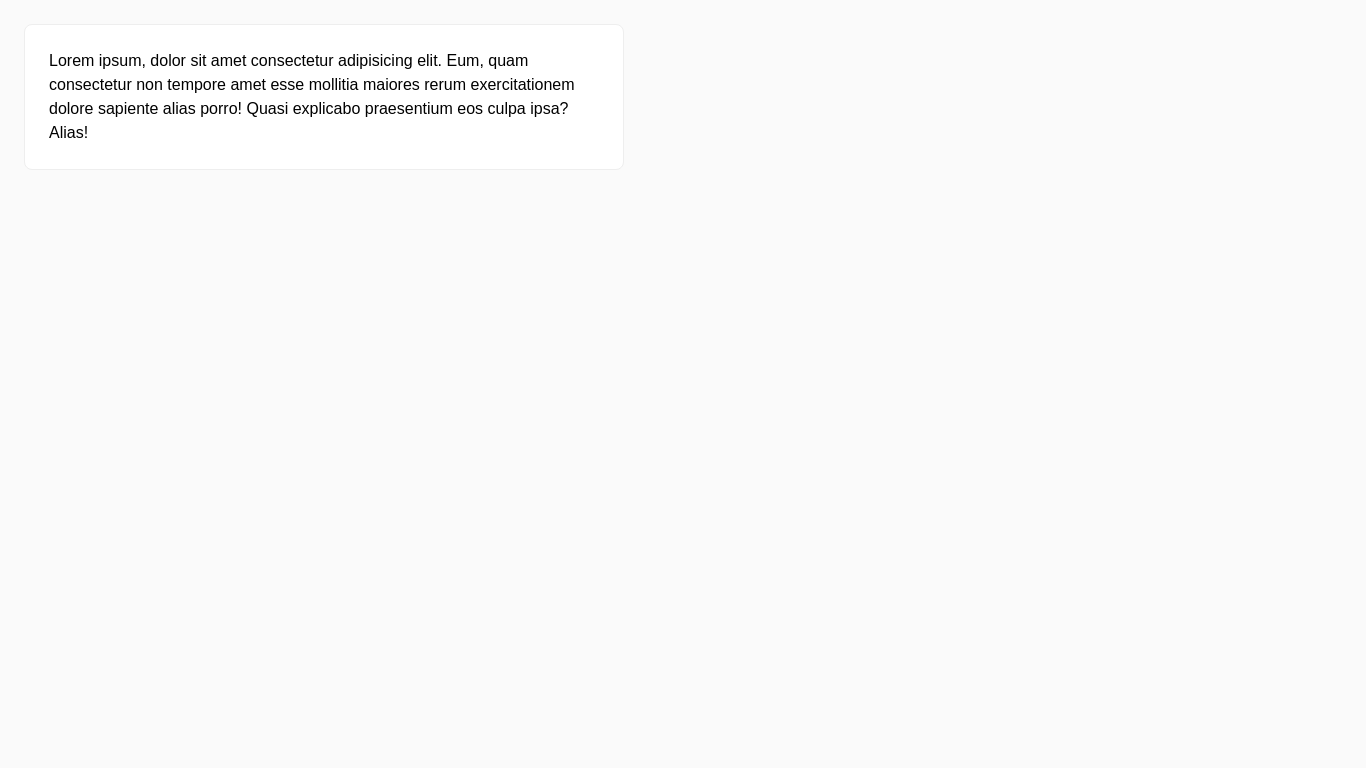 Lorem ipsum, dolor sit amet consectetur adipisicing elit. Eum, quam
consectetur non tempore amet esse mollitia maiores rerum exercitationem
dolore sapiente alias porro! Quasi explicabo praesentium eos culpa ipsa?
Alias!